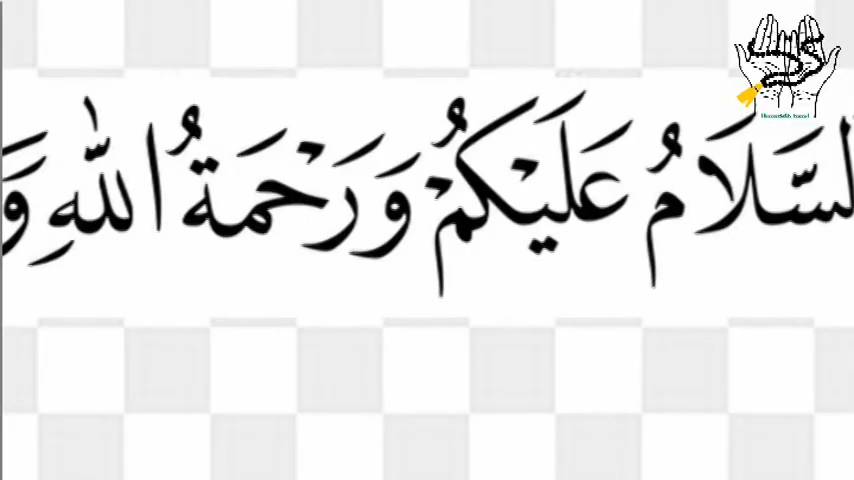 لسَّلَامُ عَلَيْكُمْ وَرَحْمَةُ اللّٰهِ وَ